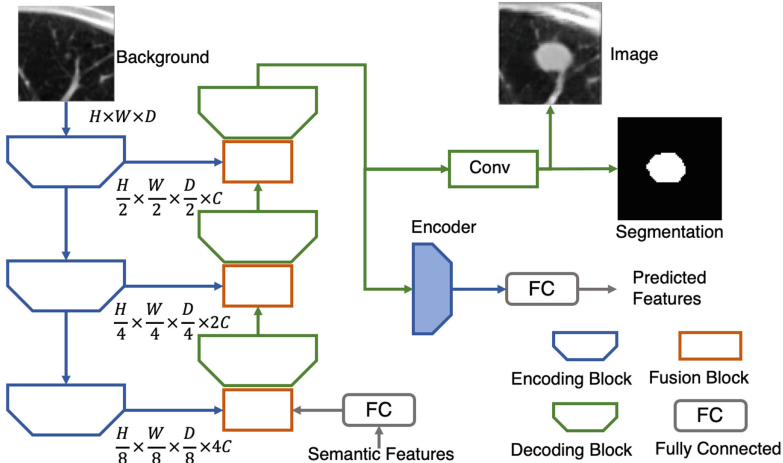 Background
Image
H×W×D
Conv
H/2 × W/2 × D/2 ×C
Encoder
Segmentation
FC
Predicted
Features
H/4 × W/4 × D/4 ×2C
Encoding Block
Fusion Block
FC
FC
H/8 × W/8 × D/8 ×4C
Semantic Features
Decoding Block
Fully Connected